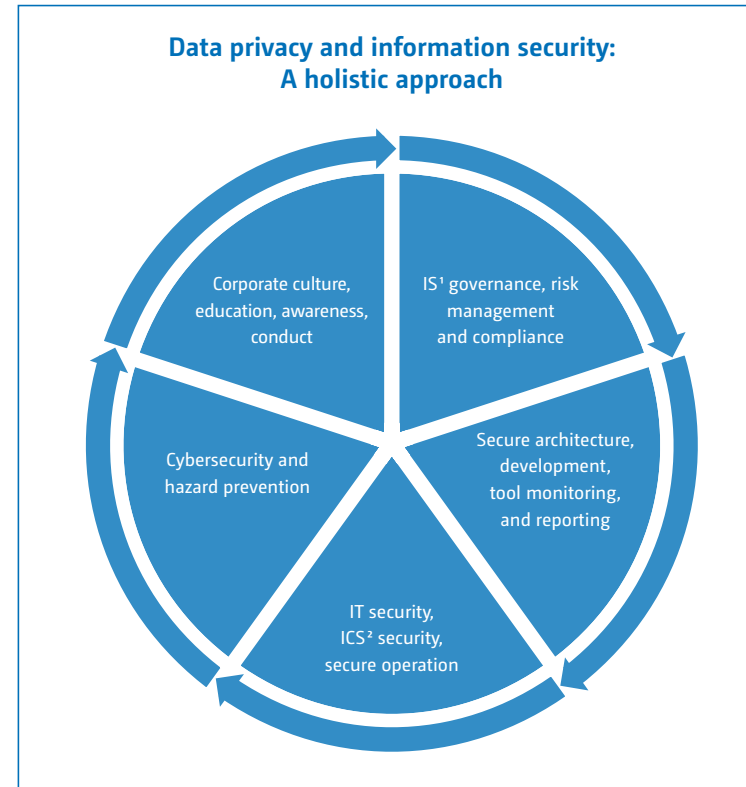 Data privacy and information security:
A holistic approach
Corporate culture,
education, awareness,
conduct
IS¹ governance, risk
management
and compliance
Secure architecture,
development,
tool monitoring,
and reporting
IT security,
ICS² security,
secure operation
Cybersecurity and
hazard prevention